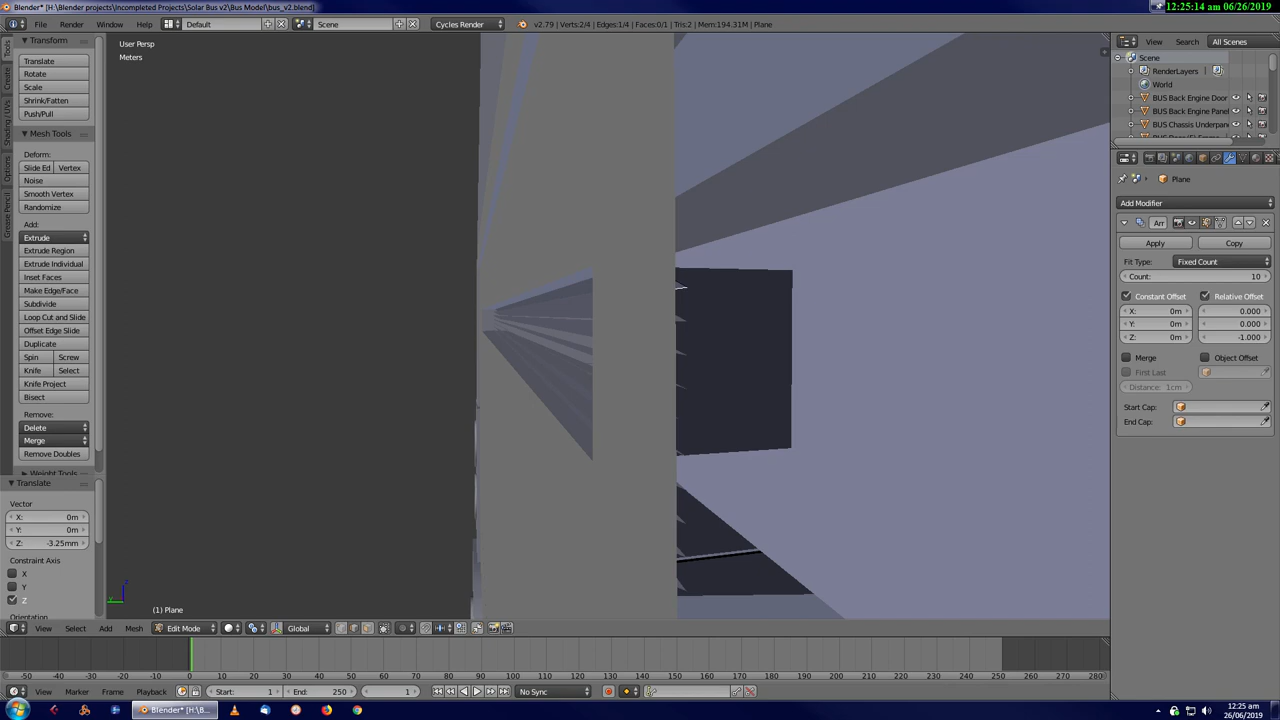 Blender* [H:\Blender projects\Incompleted Projects\Solar Bus v2\Bus Model\bus_v2.blend]
12:25:14 am 06/26/2019
File Render Window Help Default Scene Cycles Render v2.79 | Verts:2/4 | Edges:1/4 | Faces:0/1 | Tris:2 | Mem:194.31M | Plane
View Search All Scenes
Tools
Create
Shading / UVs
Options
Grease Pencil
Transform
Translate
Rotate
Scale
Shrink/Fatten
Push/Pull
Mesh Tools
Deform:
Slide Ed Vertex
Noise
Smooth Vertex
Randomize
Add:
Extrude
Extrude Region
Extrude Individual
Inset Faces
Make Edge/Face
Subdivide
Loop Cut and Slide
Offset Edge Slide
Duplicate
Spin Screw
Knife Select
Knife Project
Bisect
Remove:
Delete
Merge
Remove Doubles
Weight Tools
Translate
Vector
X: 0m
Y: 0m
Z: -3.25mm
Constraint Axis
X
Y
Z
Orientation
User Persp
Meters
(1) Plane
Scene
RenderLayers
World
BUS Back Engine Door
BUS Back Engine Panel
BUS Chassis Underpan
Plane
Add Modifier
Arr
Apply Copy
Fit Type: Fixed Count
Count: 10
Constant Offset Relative Offset
X: 0m 0.000
Y: 0m 0.000
Z: 0m -1.000
Merge Object Offset
First Last
Distance: 1cm
Start Cap:
End Cap:
View Select Add Mesh Edit Mode Global
-50 -40 -30 -20 -10 0 10 20 30 40 50 60 70 80 90 100 110 120 130 140 150 160 170 180 190 200 210 220 230 240 250 260 270 280
View Marker Frame Playback Start: 1 End: 250 1 No Sync
Blender* [H:\B...
12:25 am
26/06/2019